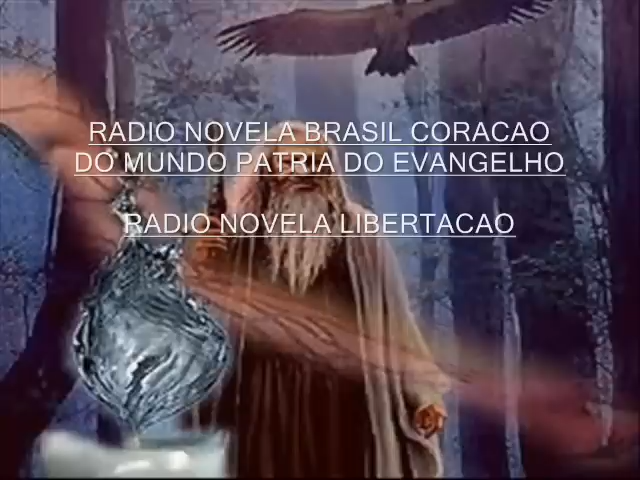 RADIO NOVELA BRASIL CORACAO
DO MUNDO PATRIA DO EVANGELHO
RADIO NOVELA LIBERTACAO